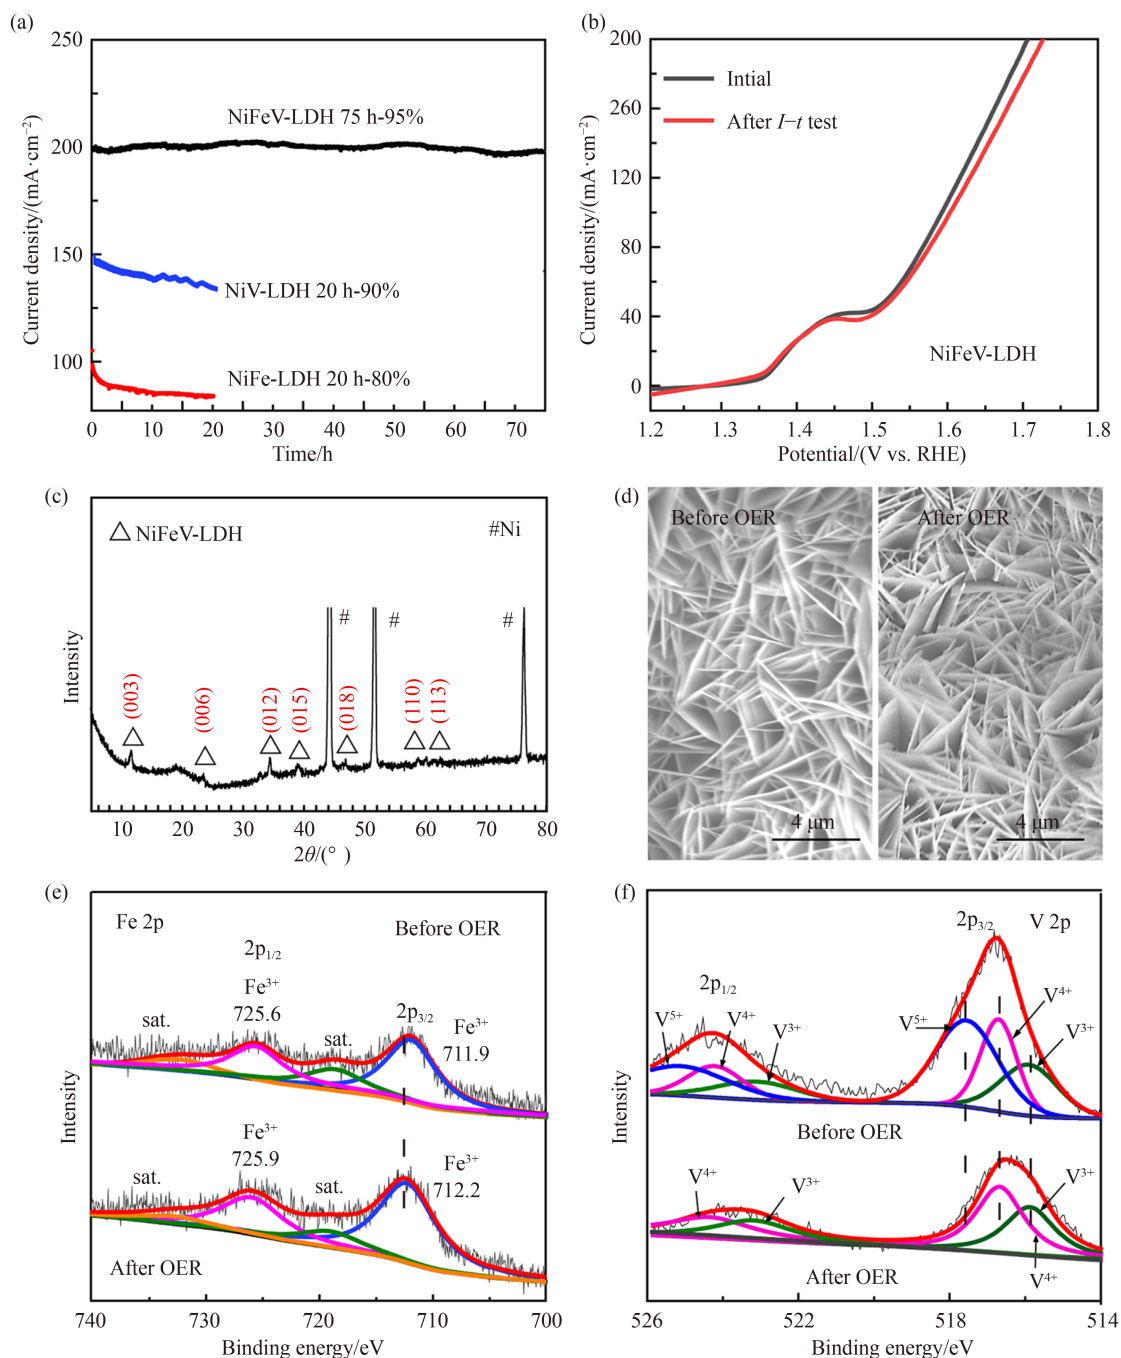 (a)
250
200
150
100
Current density/(mA·cm⁻²)
NiFeV-LDH 75 h-95%
NiV-LDH 20 h-90%
NiFe-LDH 20 h-80%
0 10 20 30 40 50 60 70
Time/h
(b)
200
260
120
80
40
0
Current density/(mA·cm⁻²)
Intial
After I−t test
NiFeV-LDH
1.2 1.3 1.4 1.5 1.6 1.7 1.8
Potential/(V vs. RHE)
(c)
NiFeV-LDH
#Ni
# # #
(003) (006) (012) (015) (018) (110) (113)
Intensity
10 20 30 40 50 60 70 80
2θ/(°)
(d)
Before OER
4 μm
After OER
4 μm
(e)
Fe 2p
Before OER
2p1/2
Fe³⁺
725.6
sat.
sat.
2p3/2
Fe³⁺
711.9
Fe³⁺
725.9
sat.
sat.
Fe³⁺
712.2
After OER
Intensity
740 730 720 710 700
Binding energy/eV
(f)
2p3/2
V 2p
2p1/2
V⁵⁺ V⁴⁺ V³⁺
V⁵⁺
V⁴⁺
V³⁺
Before OER
V⁴⁺
V³⁺
V³⁺
V⁴⁺
After OER
Intensity
526 522 518 514
Binding energy/eV